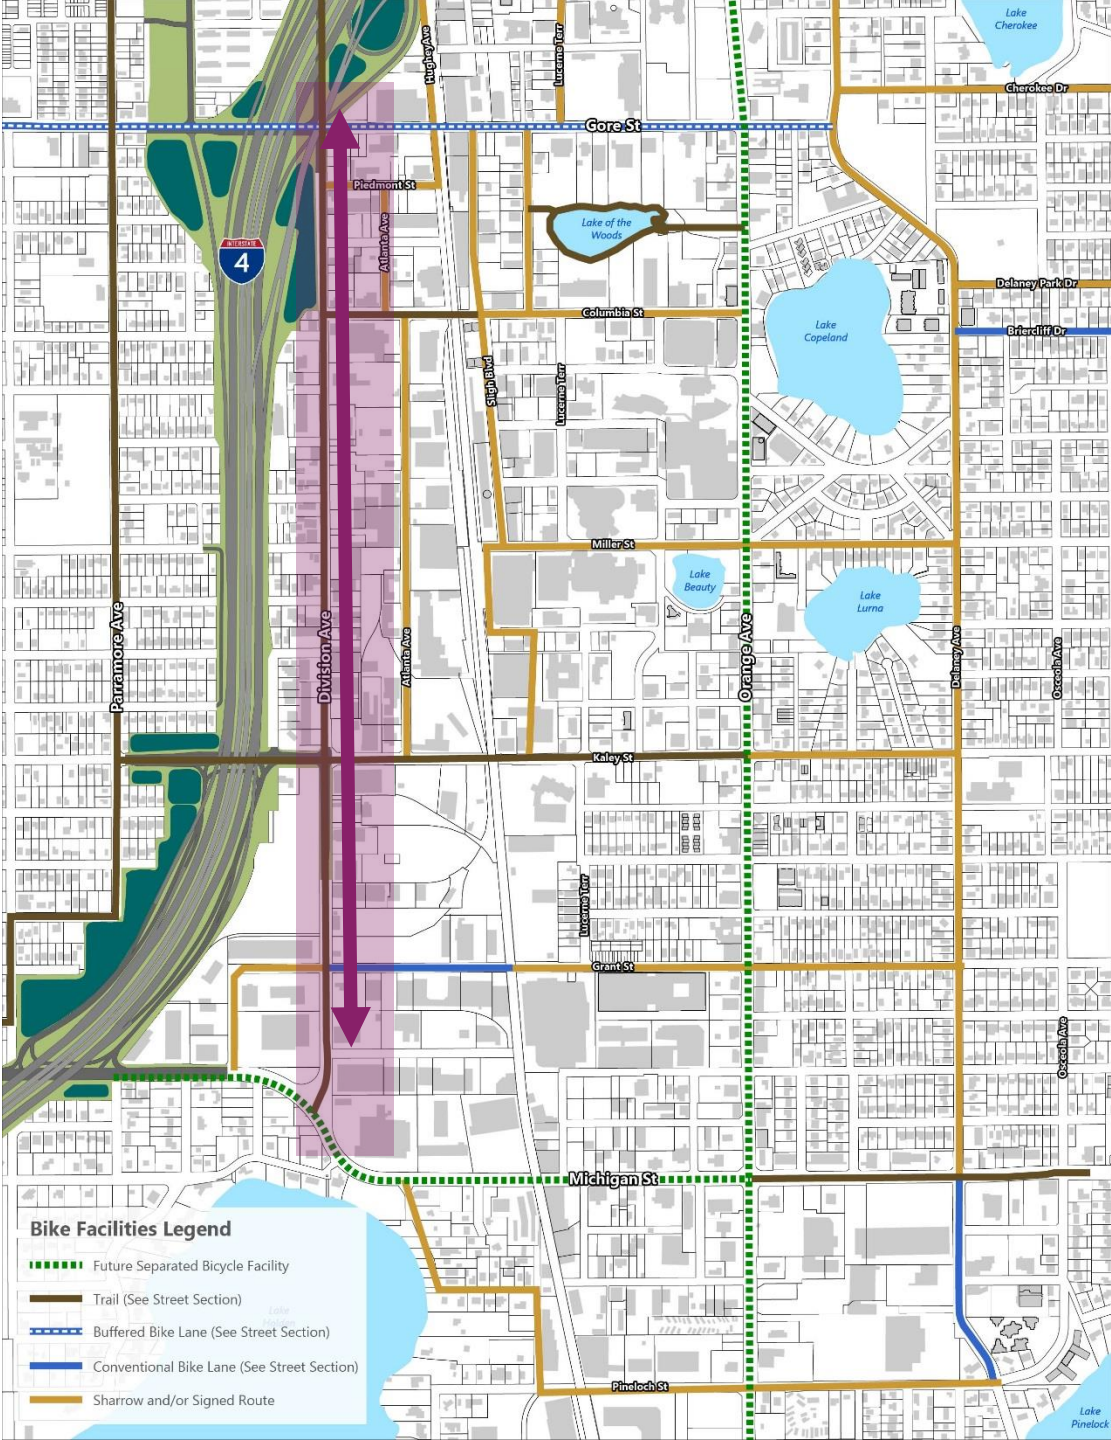 Lake
Cherokee
Hughey Ave
Lucerne Terr
Cherokee Dr
Gore St
Piedmont St
Atlanta Ave
Lake of the
Woods
INTERSTATE
4
Delaney Park Dr
Columbia St
Lake
Copeland
Briercliff Dr
Sligh Blvd
Lucerne Terr
Miller St
Lake
Beauty
Lake
Lurna
Parramore Ave
Division Ave
Atlanta Ave
Orange Ave
Delaney Ave
Osceola Ave
Kaley St
Lucerne Terr
Grant St
Osceola Ave
Michigan St
Bike Facilities Legend
Future Separated Bicycle Facility
Trail (See Street Section)
Lake
Buffered Bike Lane (See Street Section)
Conventional Bike Lane (See Street Section)
Sharrow and/or Signed Route
Pineloch St
Lake
Pinelock